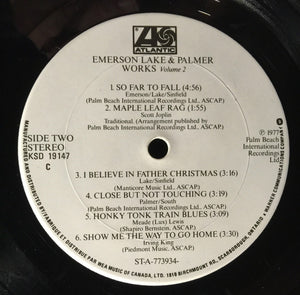 ATLANTIC
EMERSON LAKE & PALMER
WORKS Volume 2
1 SO FAR TO FALL (4:56)
Emerson/Lake/Sinfield
(Palm Beach International Recordings Ltd., ASCAP)
2. MAPLE LEAF RAG (1:55)
Scott Joplin
Traditional. (Arrangement published by
Palm Beach International Recordings
Ltd., ASCAP)
SIDE TWO
STEREO
KSD 19147
C
℗ 1977
Palm Beach
International
Recordings
Ltd.
3. I BELIEVE IN FATHER CHRISTMAS (3:16)
Lake/Sinfield
(Manticore Music Ltd., ASCAP)
4. CLOSE BUT NOT TOUCHING (3:19)
Palmer/South
(Palm Beach International Recordings Ltd., ASCAP)
5. HONKY TONK TRAIN BLUES (3:09)
Meade (Lux) Lewis
(Shapiro Bernstein, ASCAP)
6. SHOW ME THE WAY TO GO HOME (3:30)
Irving King
(Piedmont Music, ASCAP)
ST-A-773934-
MANUFACTURED AND DISTRIBUTED BY/FABRIQUE ET DISTRIBUE PAR WEA MUSIC OF CANADA, LTD. 1810 BIRCHMOUNT RD., SCARBOROUGH, ONTARIO